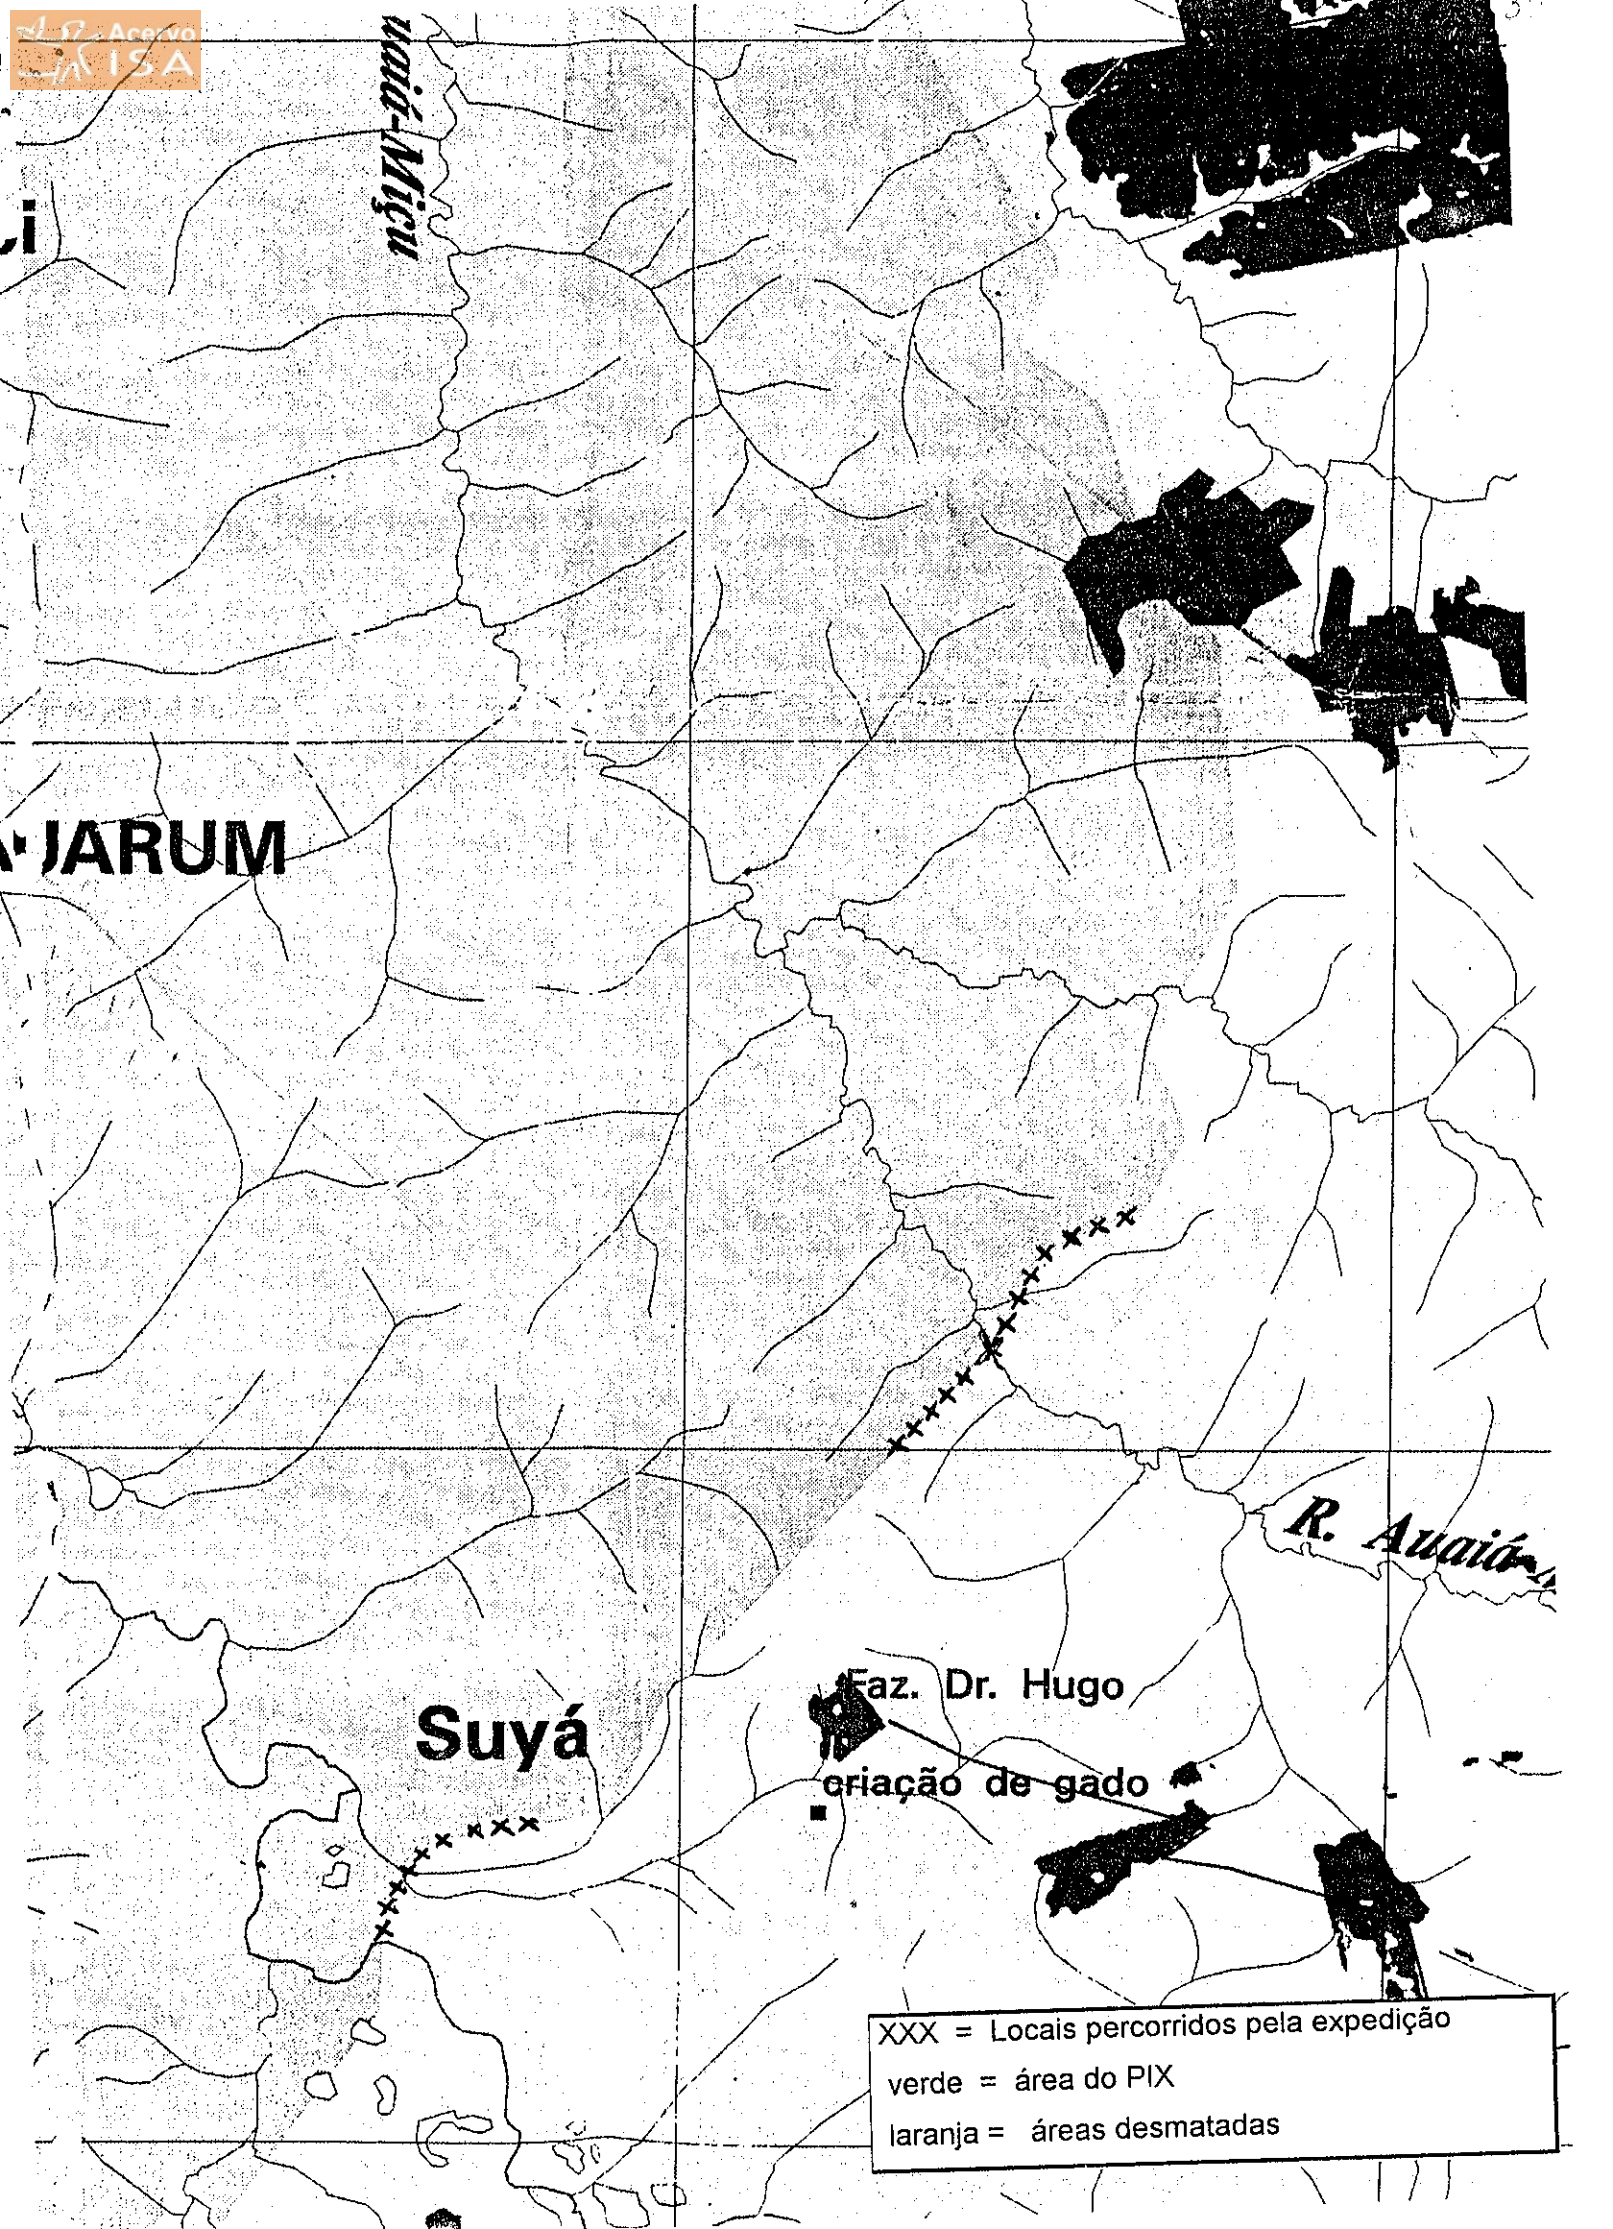 Acervo
ISA
uaiá-Miçu
JARUM
R. Auaiá-
Faz. Dr. Hugo
Suyá
criação de gado
XXX = Locais percorridos pela expedição
verde = área do PIX
laranja = áreas desmatadas